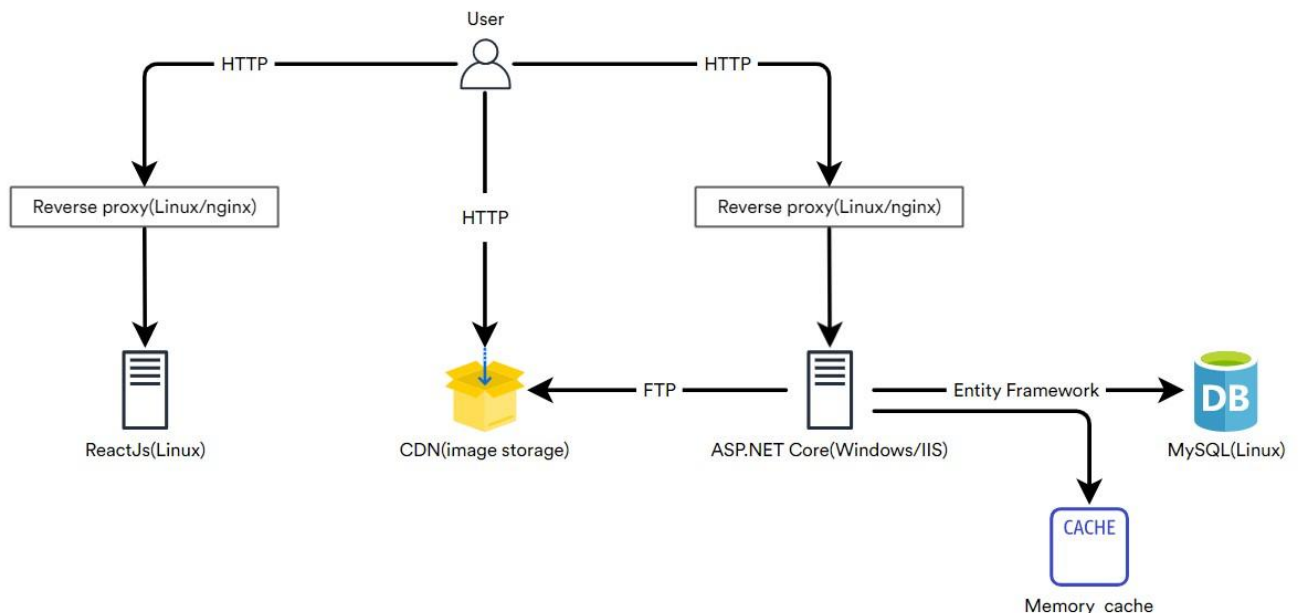 User
HTTP
HTTP
Reverse proxy(Linux/nginx)
HTTP
Reverse proxy(Linux/nginx)
ReactJs(Linux)
CDN(image storage)
FTP
ASP.NET Core(Windows/IIS)
Entity Framework
DB
MySQL(Linux)
CACHE
Memory cache